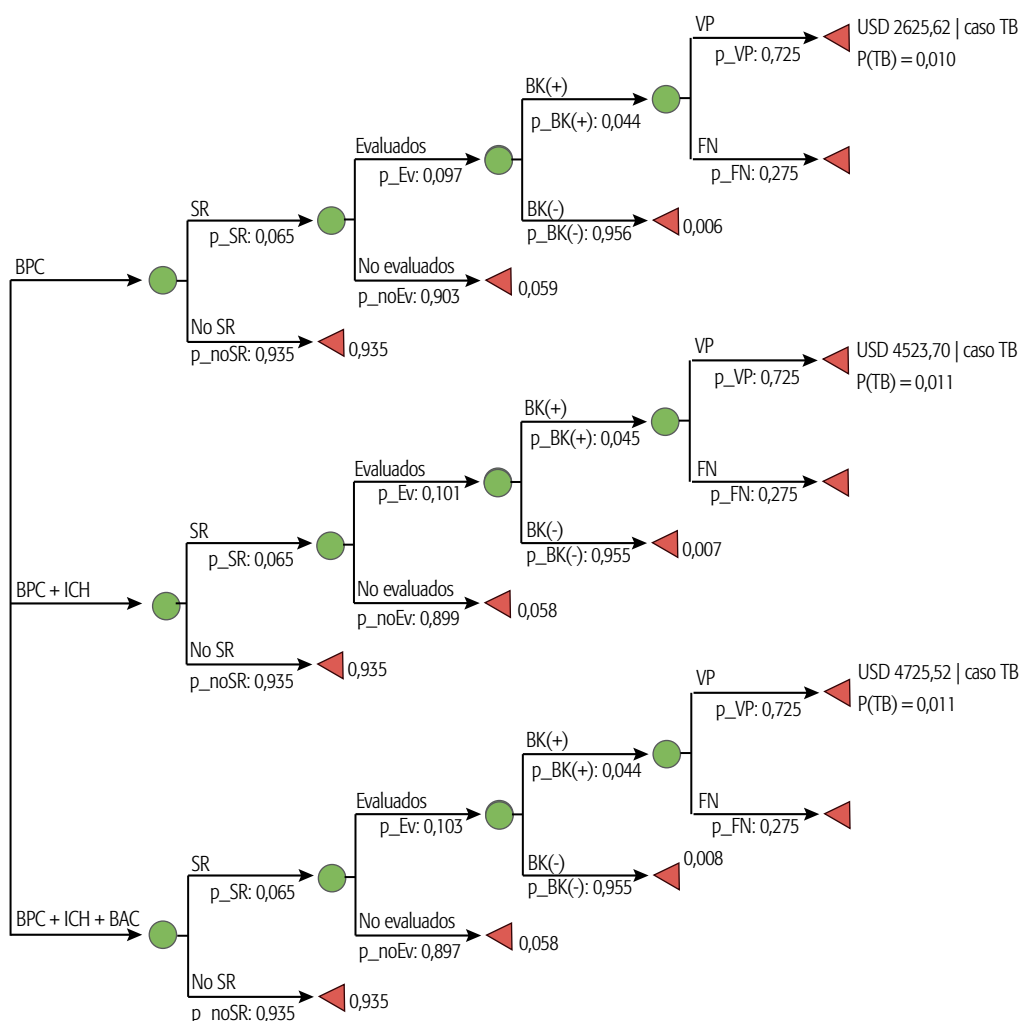 VP
USD 2625,62 | caso TB
p_VP: 0,725
P(TB) = 0,010
BK(+)
p_BK(+): 0,044
Evaluados
FN
p_Ev: 0,097
p_FN: 0,275
SR
BK(-)
p_SR: 0,065
p_BK(-): 0,956
0,006
BPC
No evaluados
p_noEv: 0,903
0,059
No SR
p_noSR: 0,935
0,935
VP
USD 4523,70 | caso TB
p_VP: 0,725
P(TB) = 0,011
BK(+)
p_BK(+): 0,045
Evaluados
FN
p_Ev: 0,101
p_FN: 0,275
SR
BK(-)
p_SR: 0,065
p_BK(-): 0,955
0,007
BPC + ICH
No evaluados
p_noEv: 0,899
0,058
No SR
p_noSR: 0,935
0,935
VP
USD 4725,52 | caso TB
p_VP: 0,725
P(TB) = 0,011
BK(+)
p_BK(+): 0,044
Evaluados
FN
p_Ev: 0,103
p_FN: 0,275
SR
BK(-)
p_SR: 0,065
p_BK(-): 0,955
0,008
BPC + ICH + BAC
No evaluados
p_noEv: 0,897
0,058
No SR
p_noSR: 0,935
0,935